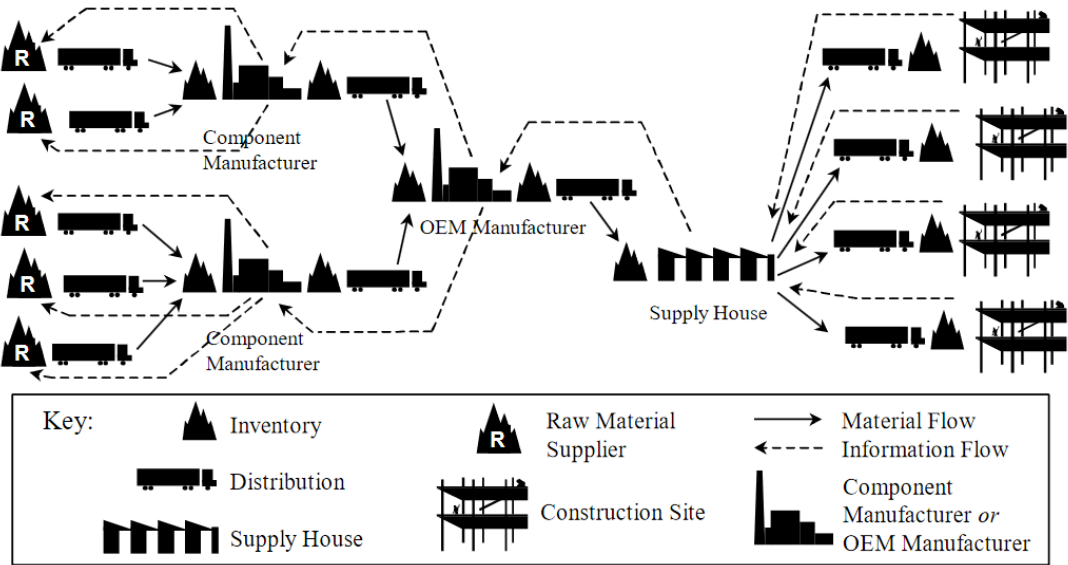 R
R
Component
Manufacturer
R
R
R
Component
Manufacturer
OEM Manufacturer
Supply House
Key:
Inventory
Distribution
Supply House
R
Raw Material
Supplier
Construction Site
Material Flow
Information Flow
Component
Manufacturer or
OEM Manufacturer